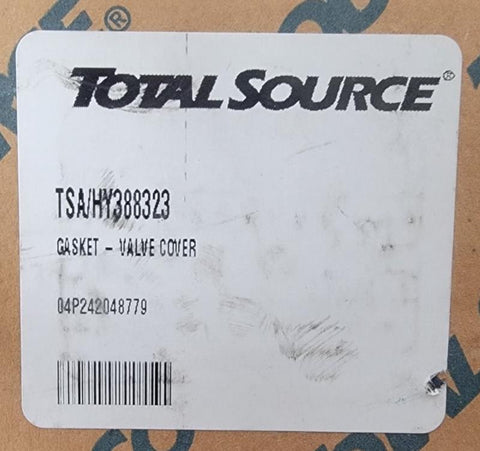 TOTAL SOURCE®
TSA/HY388323
GASKET - VALVE COVER
04P242048779